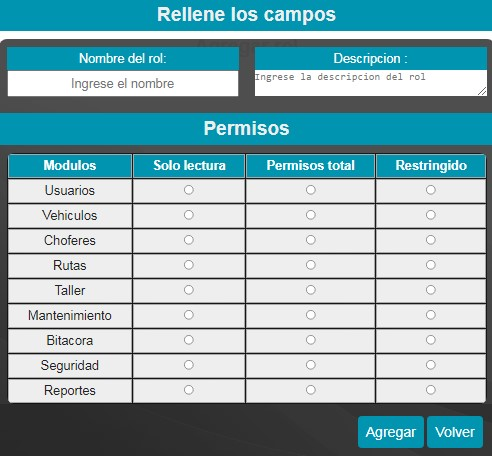 Rellene los campos
Nombre del rol: Descripcion :
Ingrese el nombre Ingrese la descripcion del rol
Permisos
Modulos Solo lectura Permisos total Restringido
Usuarios
Vehiculos
Choferes
Rutas
Taller
Mantenimiento
Bitacora
Seguridad
Reportes
Agregar Volver